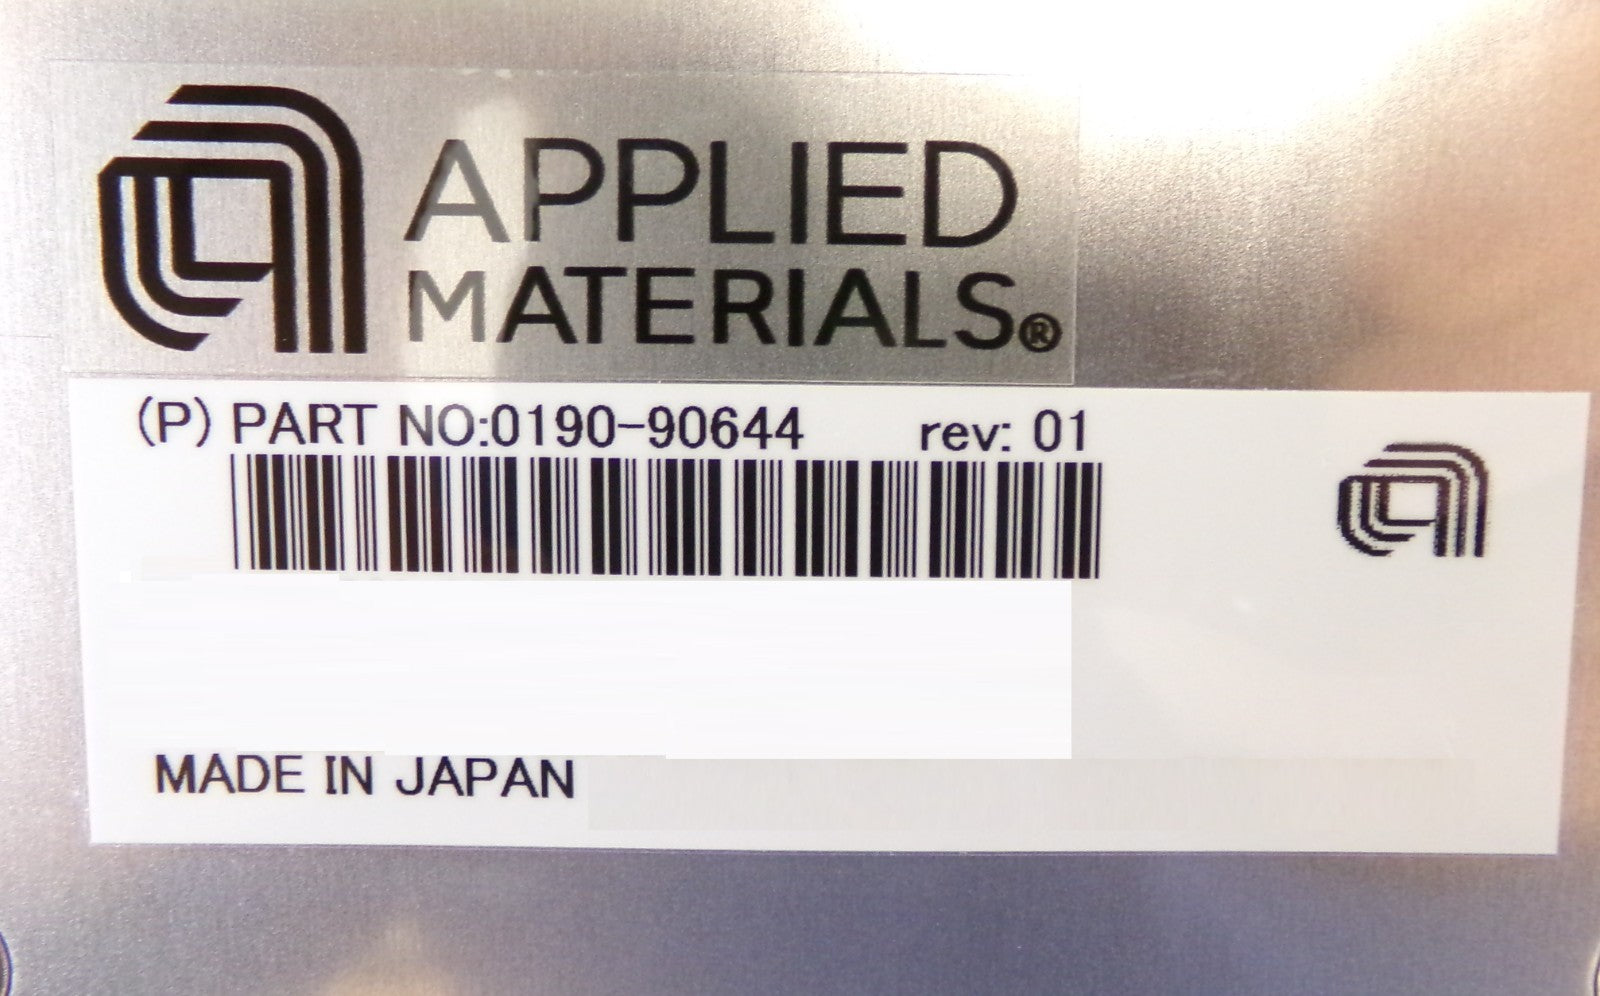 APPLIED
MATERIALS®
(P) PART NO:0190-90644 rev: 01
MADE IN JAPAN